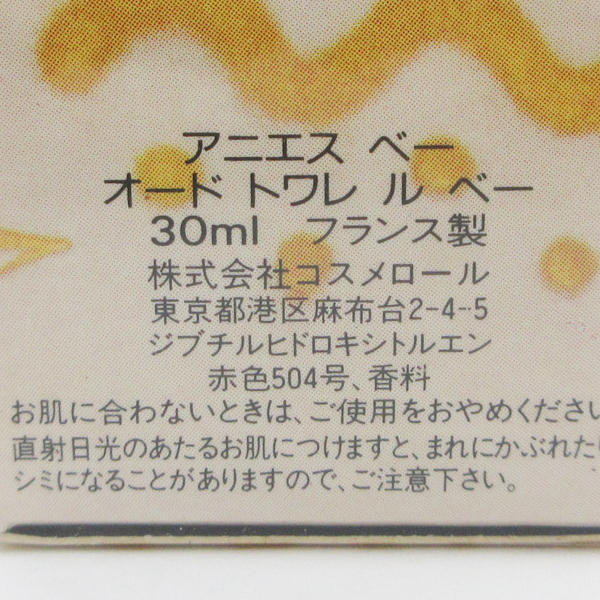 アニエス ベー
オード トワレ ル ベー
30ml フランス製
株式会社コスメロール
東京都港区麻布台2-4-5
ジブチルヒドロキシトルエン
赤色504号、香料
お肌に合わないときは、ご使用をおやめくださ
直射日光のあたるお肌につけますと、まれにかぶれた
シミになることがありますので、ご注意下さい。